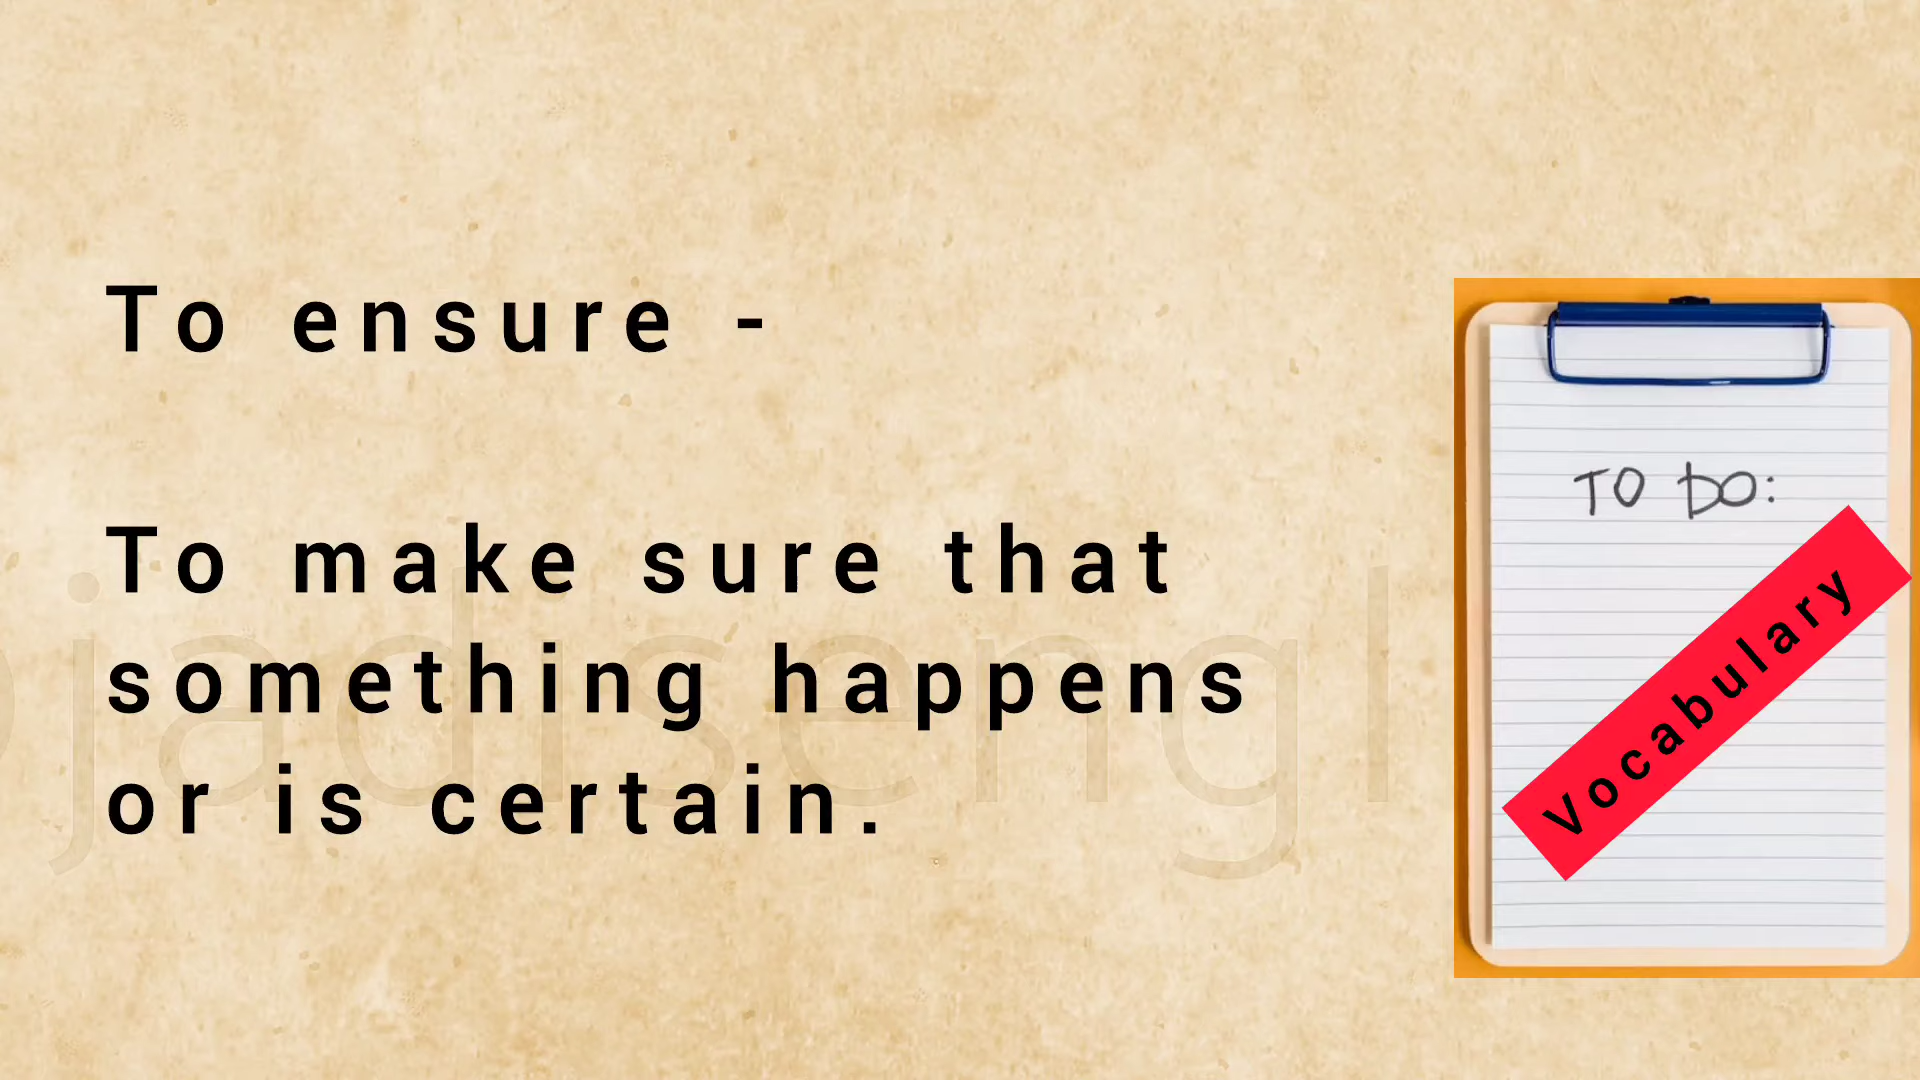 To ensure -
To make sure that
something happens
or is certain.
TO DO:
Vocabulary